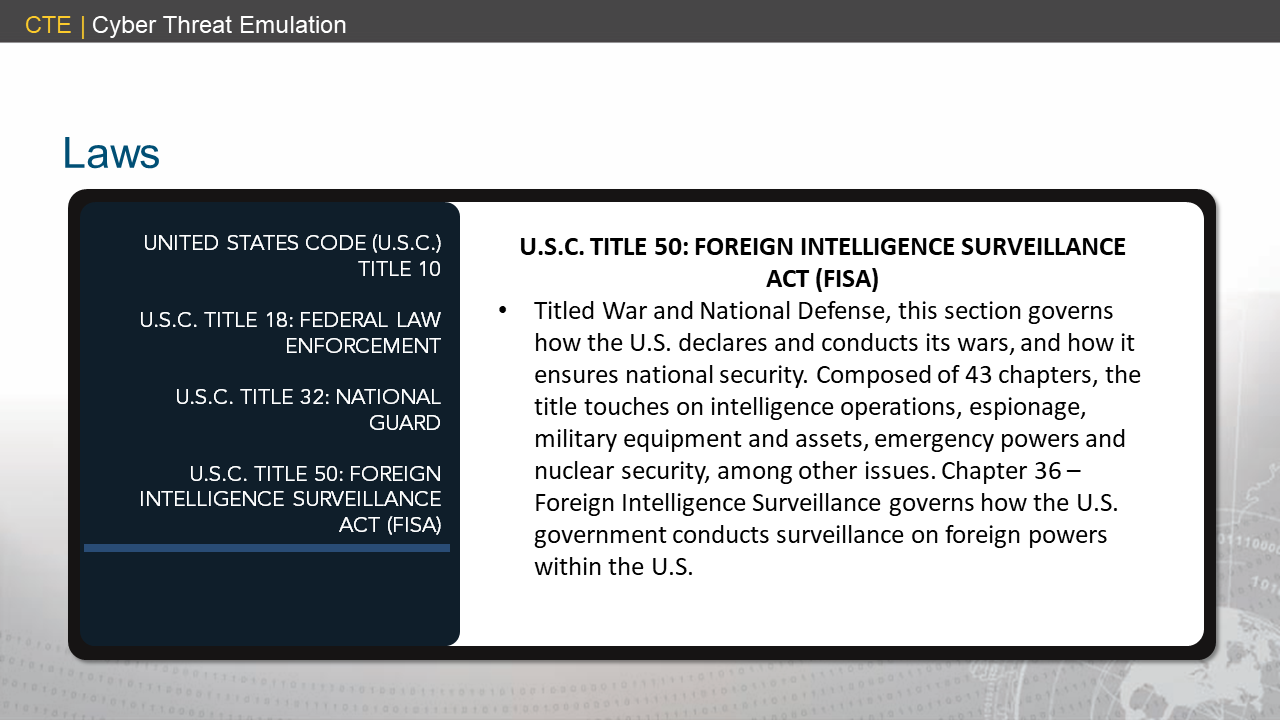 CTE | Cyber Threat Emulation
Laws
UNITED STATES CODE (U.S.C.)
TITLE 10
U.S.C. TITLE 18: FEDERAL LAW
ENFORCEMENT
U.S.C. TITLE 32: NATIONAL
GUARD
U.S.C. TITLE 50: FOREIGN
INTELLIGENCE SURVEILLANCE
ACT (FISA)
U.S.C. TITLE 50: FOREIGN INTELLIGENCE SURVEILLANCE
ACT (FISA)
• Titled War and National Defense, this section governs
how the U.S. declares and conducts its wars, and how it
ensures national security. Composed of 43 chapters, the
title touches on intelligence operations, espionage,
military equipment and assets, emergency powers and
nuclear security, among other issues. Chapter 36 –
Foreign Intelligence Surveillance governs how the U.S.
government conducts surveillance on foreign powers
within the U.S.